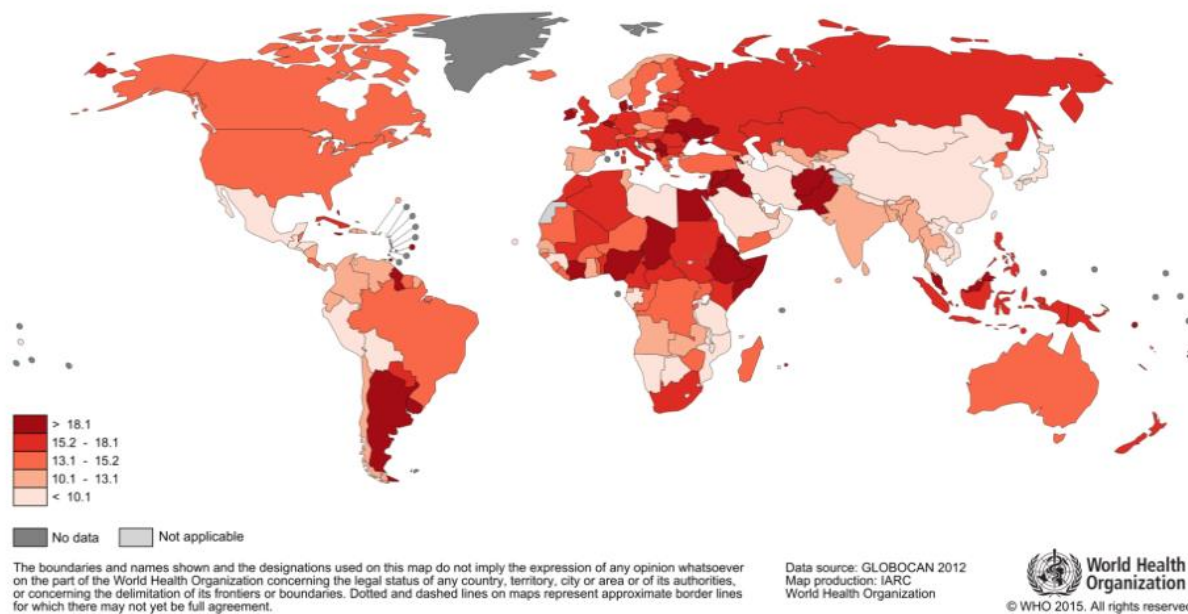 > 18.1
15.2 - 18.1
13.1 - 15.2
10.1 - 13.1
< 10.1
No data
Not applicable
The boundaries and names shown and the designations used on this map do not imply the expression of any opinion whatsoever
on the part of the World Health Organization concerning the legal status of any country, territory, city or area or of its authorities,
or concerning the delimitation of its frontiers or boundaries. Dotted and dashed lines on maps represent approximate border lines
for which there may not yet be full agreement.
Data source: GLOBOCAN 2012
Map production: IARC
World Health Organization
World Health
Organization
© WHO 2015. All rights reserve